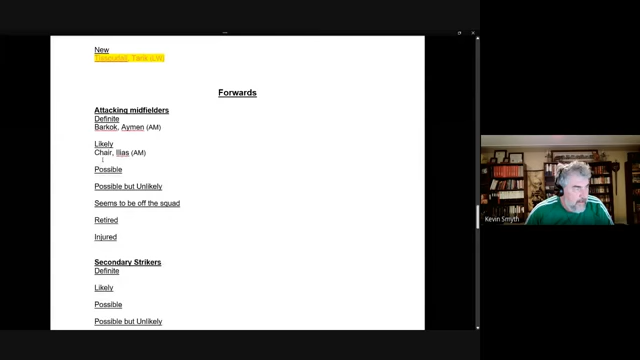 New
Tissoudali, Tarik (LW)
Forwards
Attacking midfielders
Definite
Barkok, Aymen (AM)
Likely
Chair, Ilias (AM)
Possible
Possible but Unlikely
Seems to be off the squad
Retired
Injured
Secondary Strikers
Definite
Likely
Possible
Possible but Unlikely
Kevin Smyth